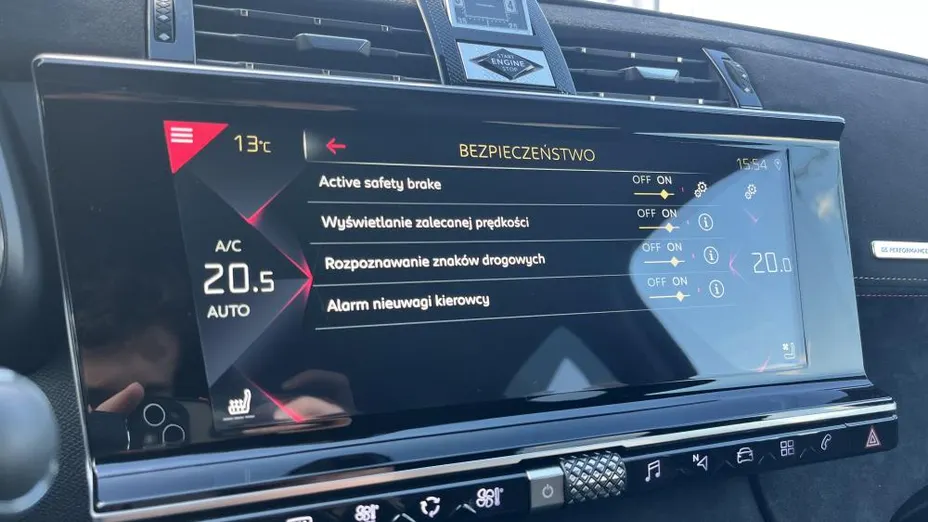 START
ENGINE
STOP
13°C
BEZPIECZEŃSTWO
15:54
Active safety brake
OFF ON
Wyświetlanie zalecanej prędkości
OFF ON
Rozpoznawanie znaków drogowych
OFF ON
Alarm nieuwagi kierowcy
OFF ON
A/C
20.5
AUTO
20.0
PERFORMANCE
N